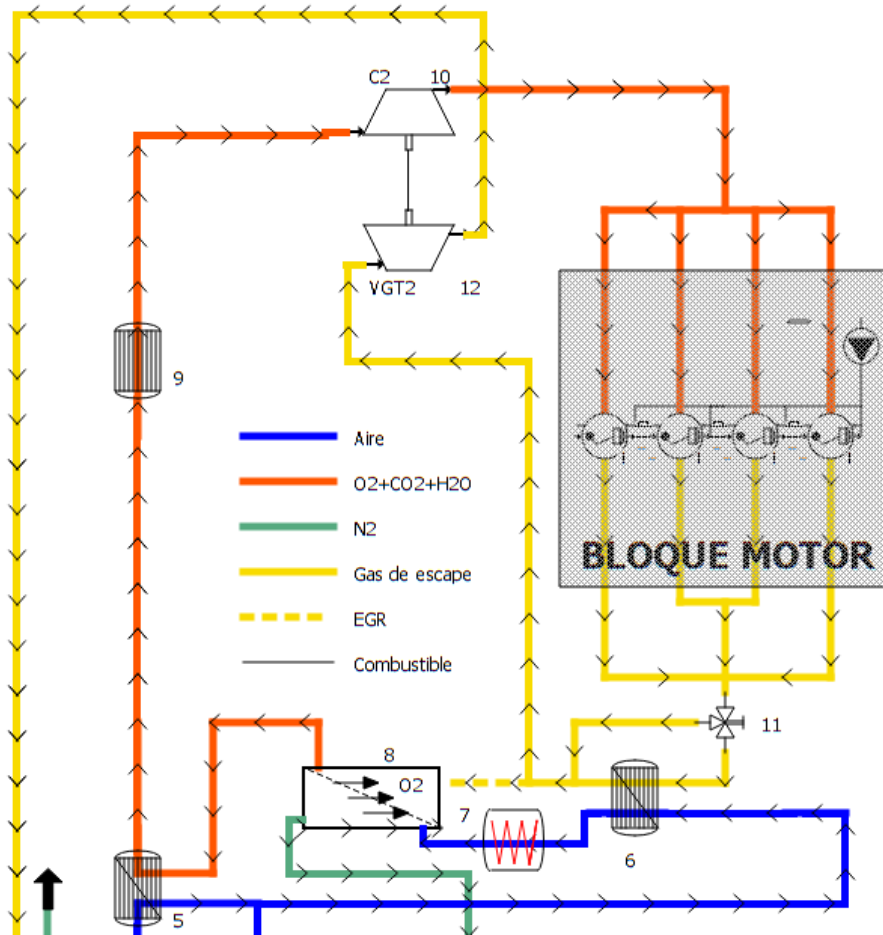 C2 10
VGT2 12
9
Aire
O2+CO2+H2O
N2
Gas de escape
EGR
Combustible
BLOQUE MOTOR
11
8
O2
7
6
5